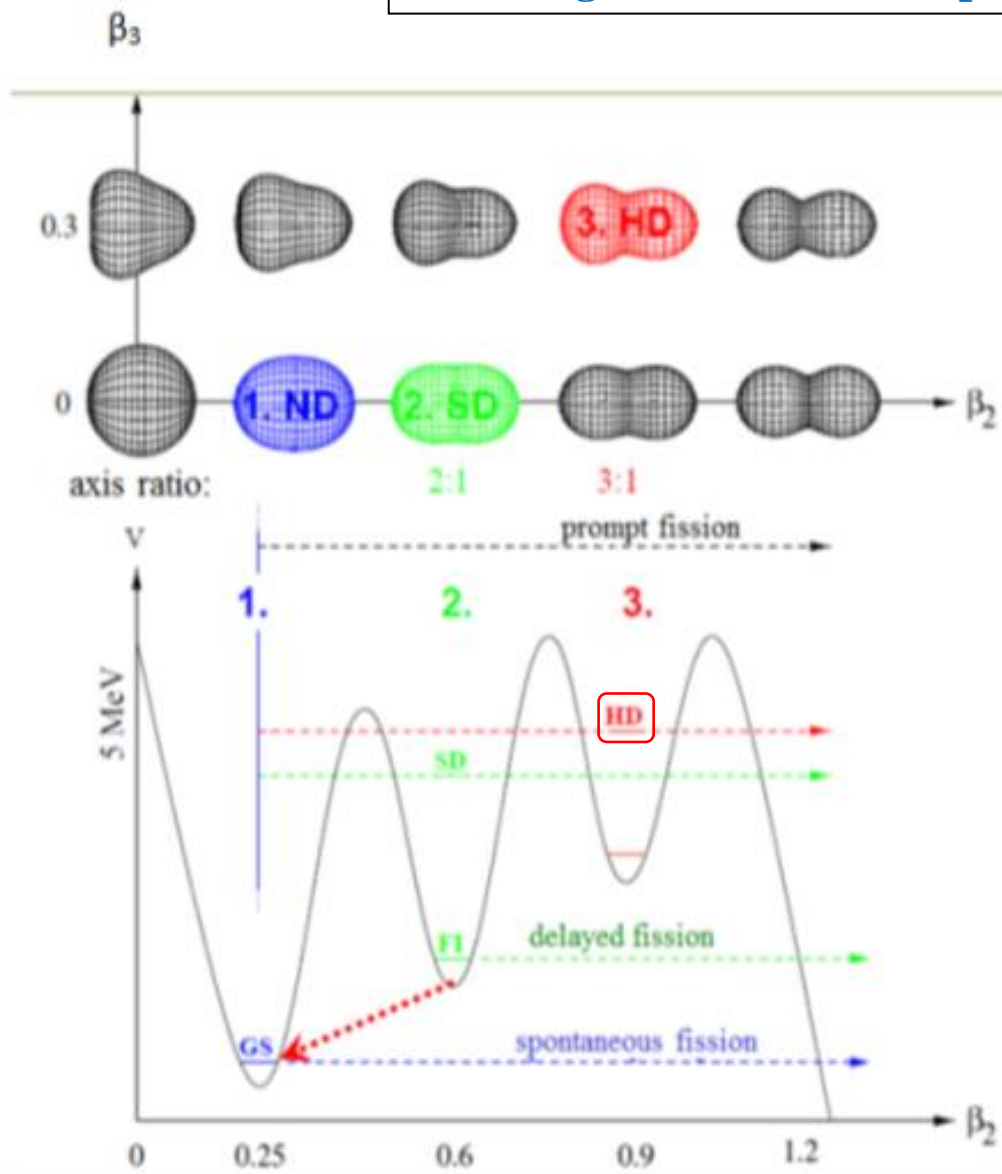 β₃
0.3
3. HD
0
1. ND
2. SD
β₂
axis ratio:
2:1
3:1
V
prompt fission
1.
2.
3.
5 MeV
HD
SD
FI
delayed fission
GS
spontaneous fission
β₂
0
0.25
0.6
0.9
1.2